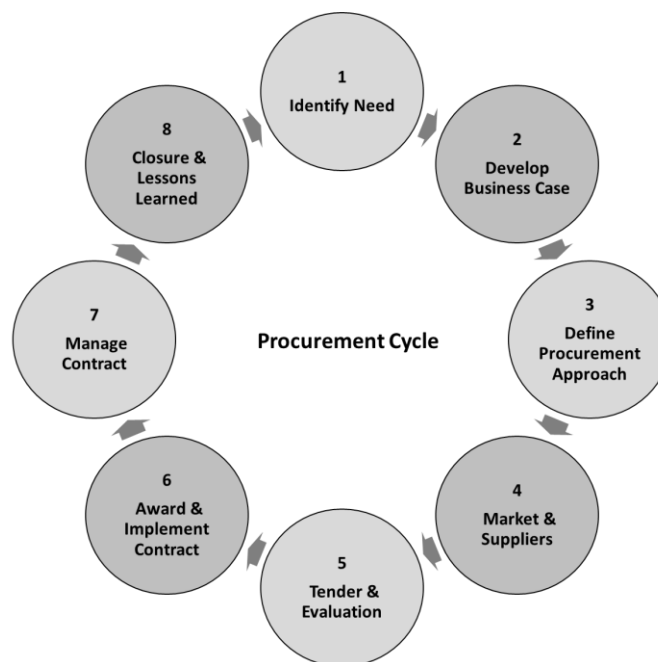 1
Identify Need
2
Develop
Business Case
3
Define
Procurement
Approach
4
Market &
Suppliers
5
Tender &
Evaluation
6
Award &
Implement
Contract
7
Manage
Contract
8
Closure &
Lessons
Learned
Procurement Cycle